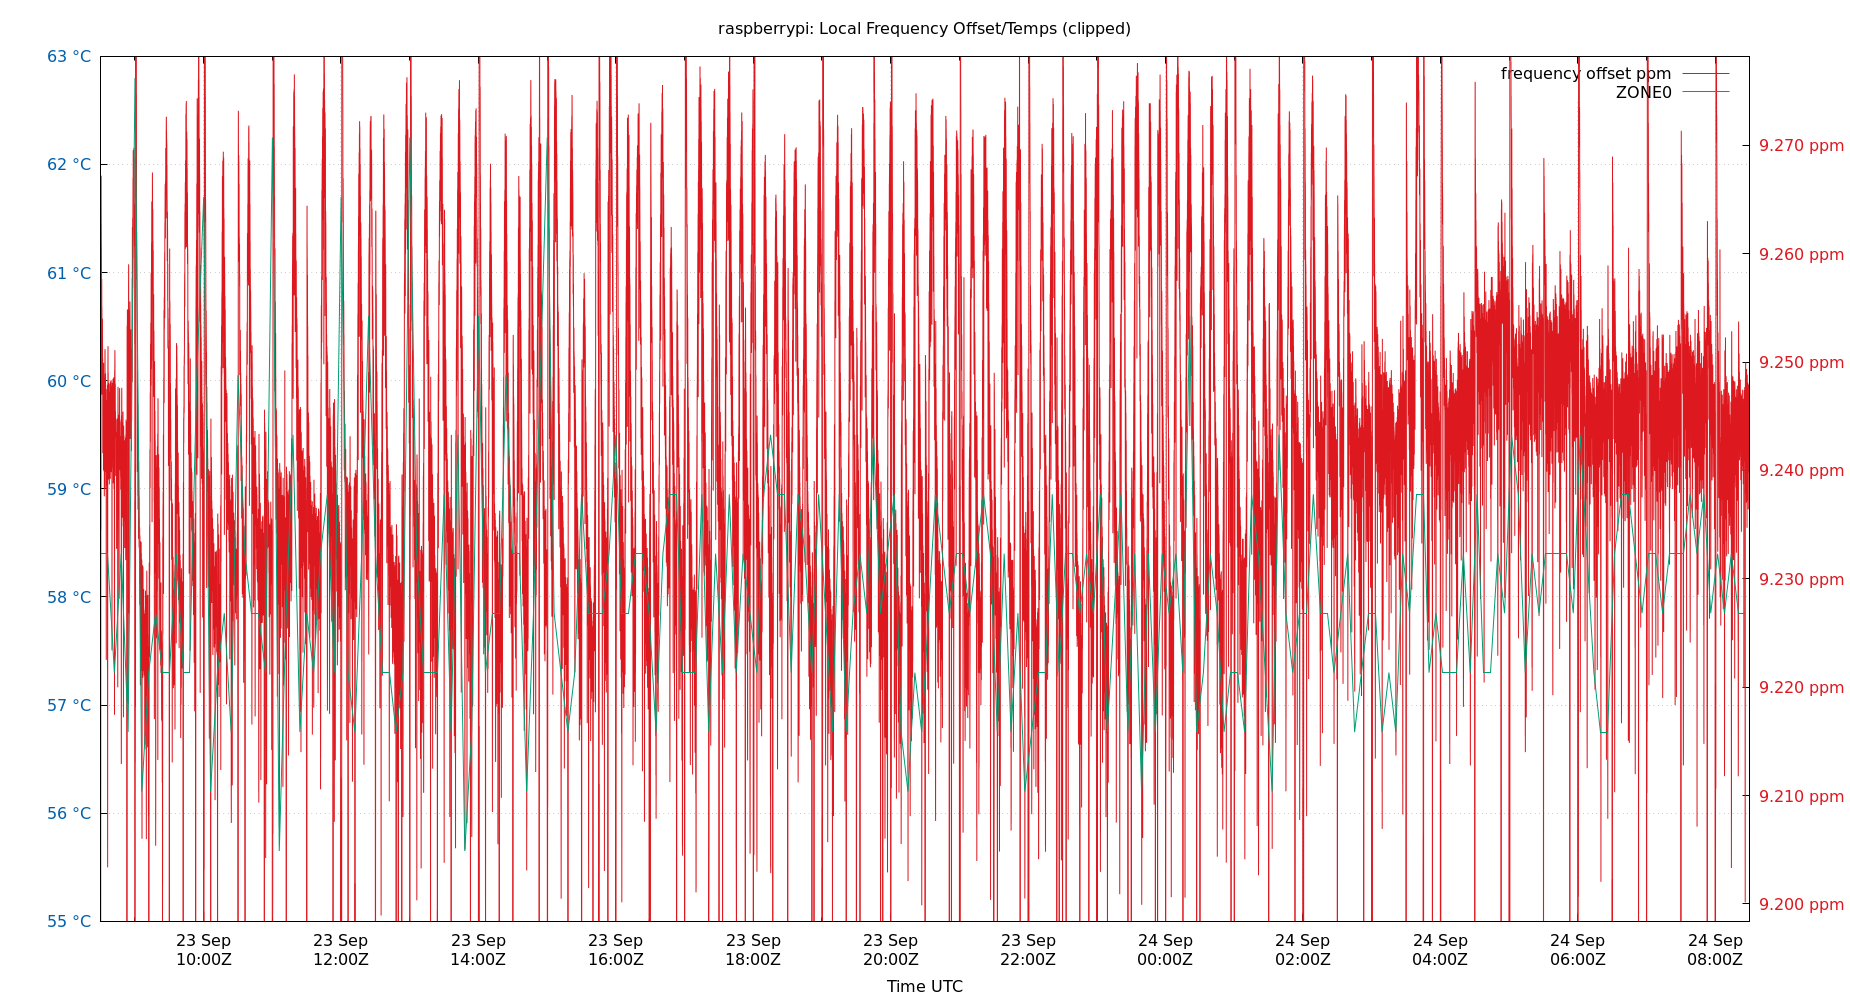 raspberrypi: Local Frequency Offset/Temps (clipped)
63 °C
62 °C
61 °C
60 °C
59 °C
58 °C
57 °C
56 °C
55 °C
frequency offset ppm
ZONE0
9.270 ppm
9.260 ppm
9.250 ppm
9.240 ppm
9.230 ppm
9.220 ppm
9.210 ppm
9.200 ppm
23 Sep 23 Sep 23 Sep 23 Sep 23 Sep 23 Sep 23 Sep 24 Sep 24 Sep 24 Sep 24 Sep 24 Sep
10:00Z 12:00Z 14:00Z 16:00Z 18:00Z 20:00Z 22:00Z 00:00Z 02:00Z 04:00Z 06:00Z 08:00Z
Time UTC